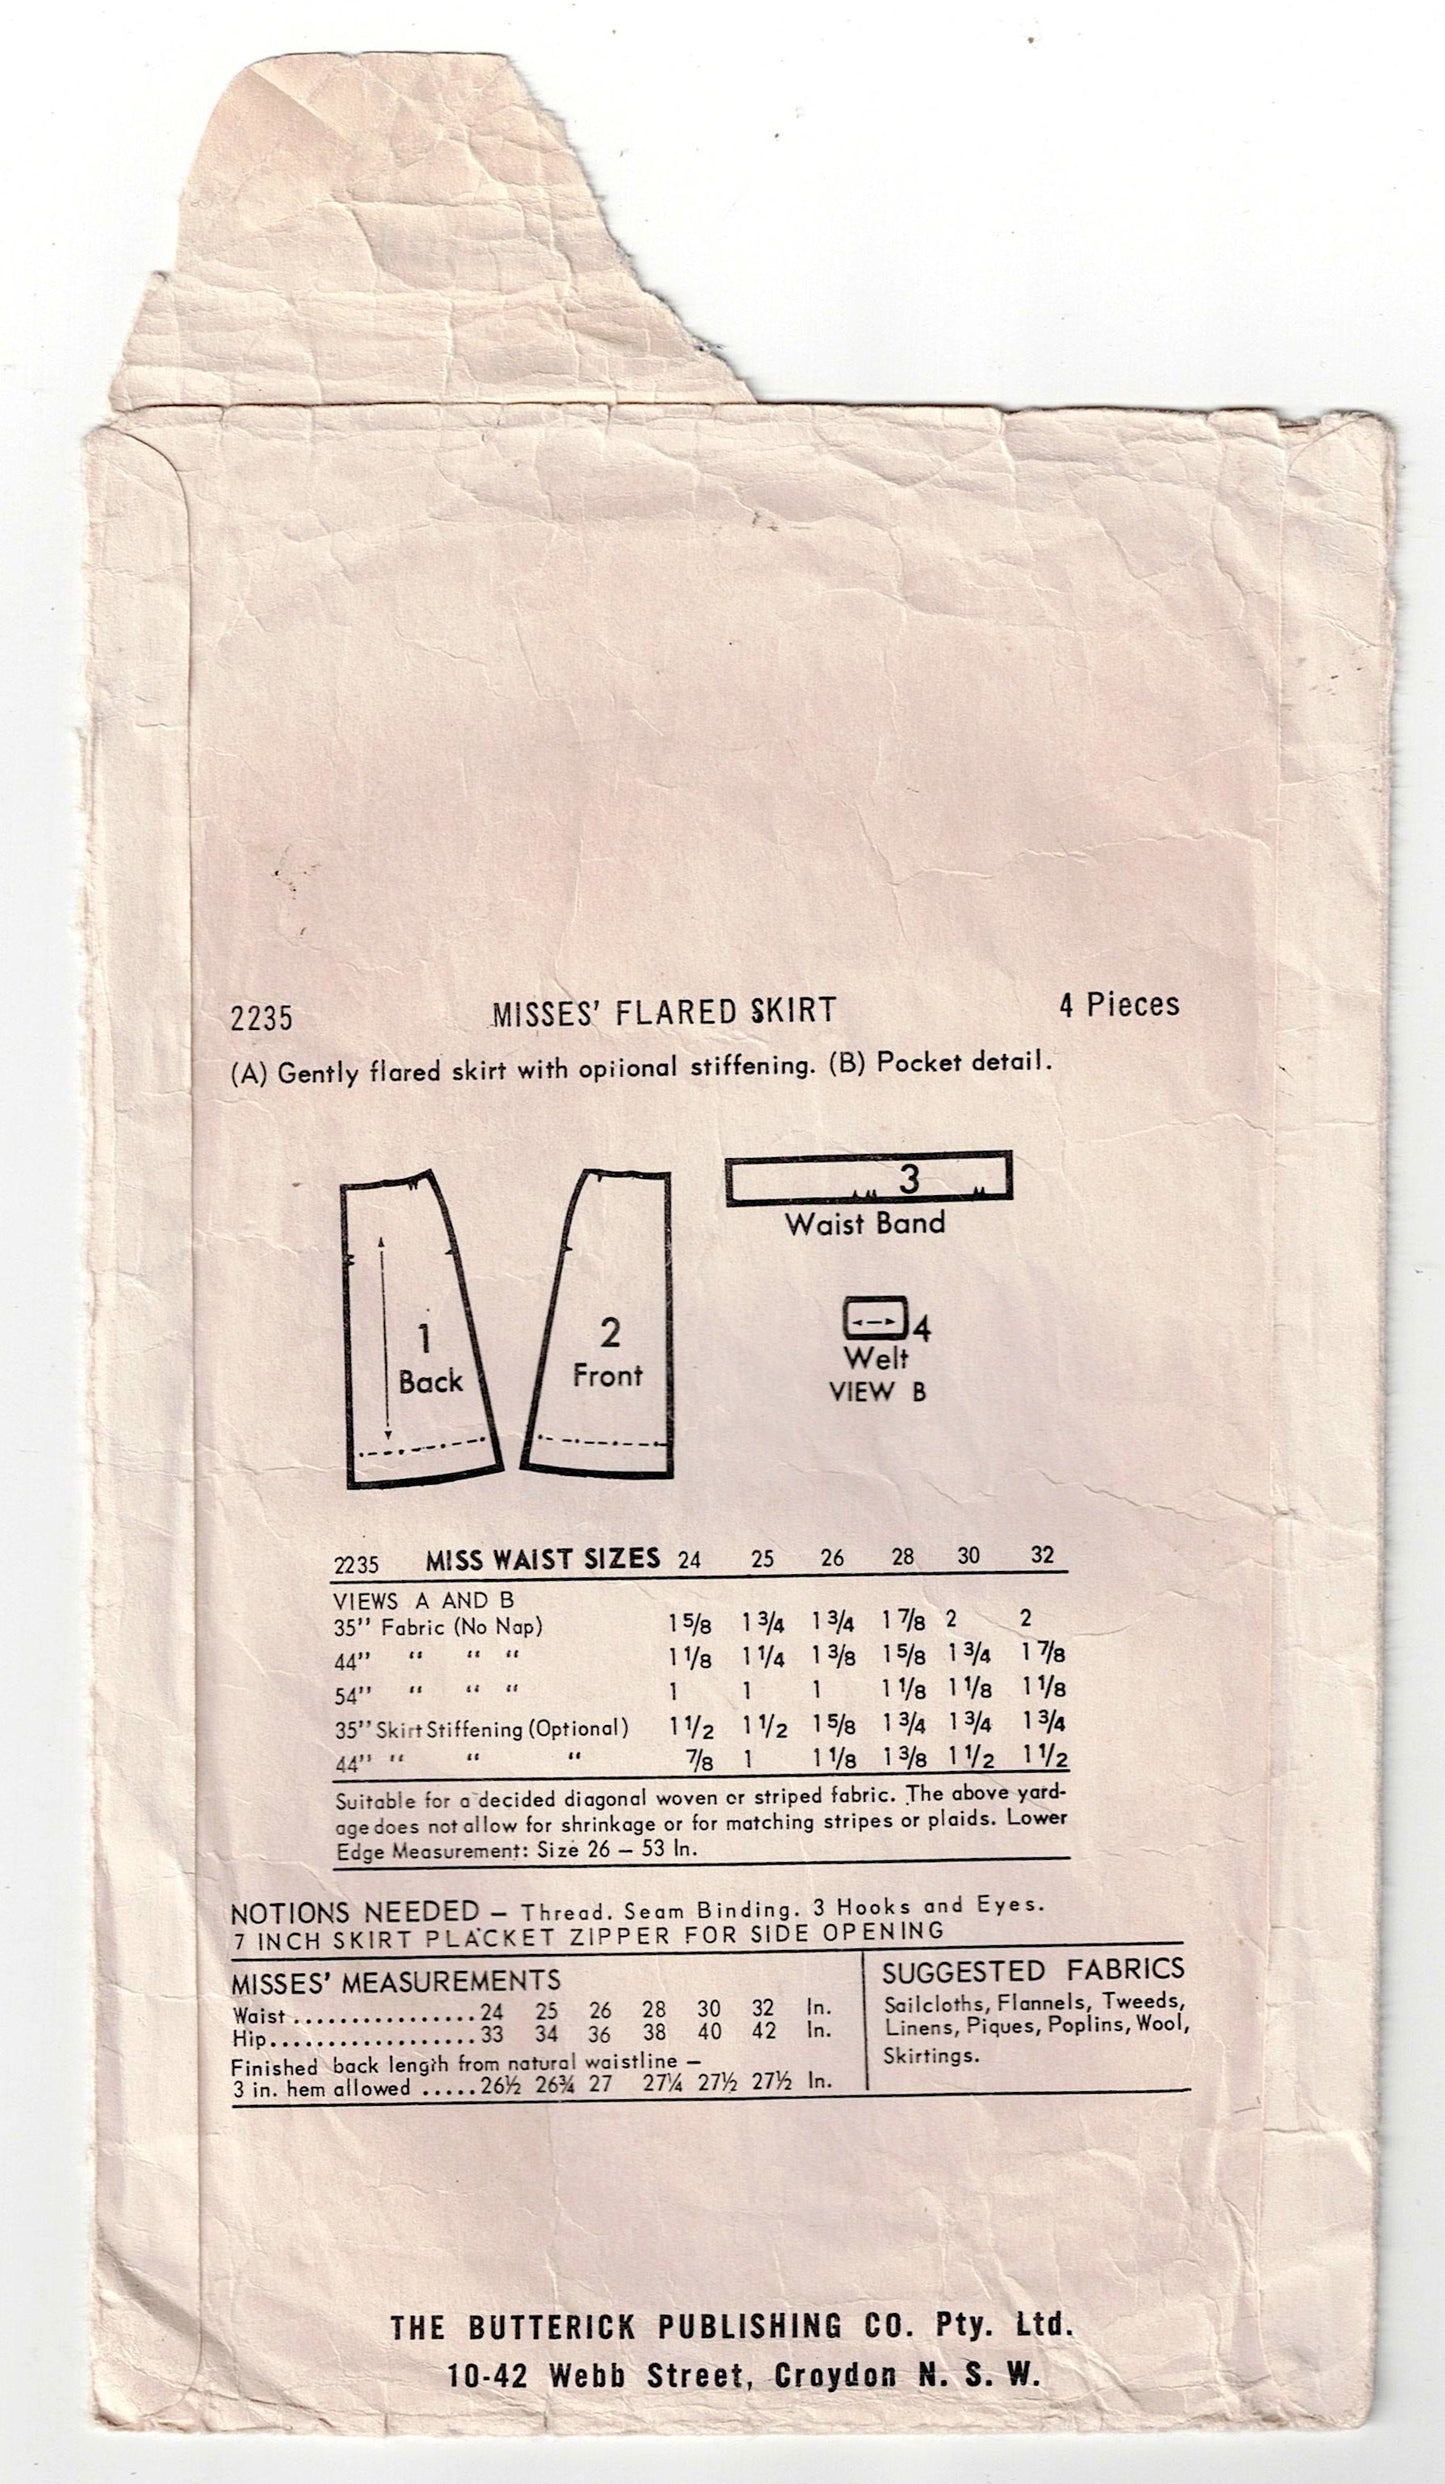 2235 MISSES' FLARED SKIRT 4 Pieces
(A) Gently flared skirt with opiional stiffening. (B) Pocket detail.
3
Waist Band
1
Back
2
Front
4
Welt
VIEW B
2235 MISS WAIST SIZES 24 25 26 28 30 32
VIEWS A AND B
35'' Fabric (No Nap) 1 5/8 1 3/4 1 3/4 1 7/8 2 2
44'' “ “ “ 1 1/8 1 1/4 1 3/8 1 5/8 1 3/4 1 7/8
54'' “ “ “ 1 1 1 1 1/8 1 1/8 1 1/8
35'' Skirt Stiffening (Optional) 1 1/2 1 1/2 1 5/8 1 3/4 1 3/4 1 3/4
44'' “ “ “ 7/8 1 1 1/8 1 3/8 1 1/2 1 1/2
Suitable for a decided diagonal woven or striped fabric. The above yard-
age does not allow for shrinkage or for matching stripes or plaids. Lower
Edge Measurement: Size 26 – 53 In.
NOTIONS NEEDED – Thread. Seam Binding. 3 Hooks and Eyes.
7 INCH SKIRT PLACKET ZIPPER FOR SIDE OPENING
MISSES' MEASUREMENTS
Waist ................. 24 25 26 28 30 32 In.
Hip................... 33 34 36 38 40 42 In.
Finished back length from natural waistline –
3 in. hem allowed ..... 26½ 26¾ 27 27¼ 27½ 27½ In.
SUGGESTED FABRICS
Sailcloths, Flannels, Tweeds,
Linens, Piques, Poplins, Wool,
Skirtings.
THE BUTTERICK PUBLISHING CO. Pty. Ltd.
10-42 Webb Street, Croydon N. S. W.